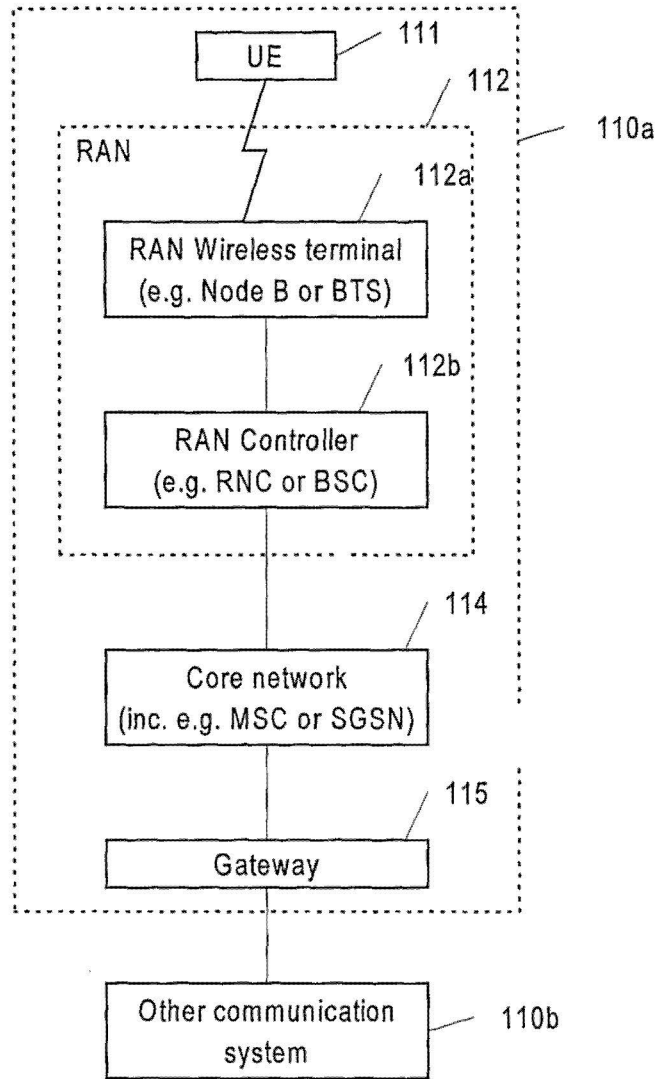 UE
111
112
110a
RAN
112a
RAN Wireless terminal
(e.g. Node B or BTS)
112b
RAN Controller
(e.g. RNC or BSC)
114
Core network
(inc. e.g. MSC or SGSN)
115
Gateway
Other communication
system
110b